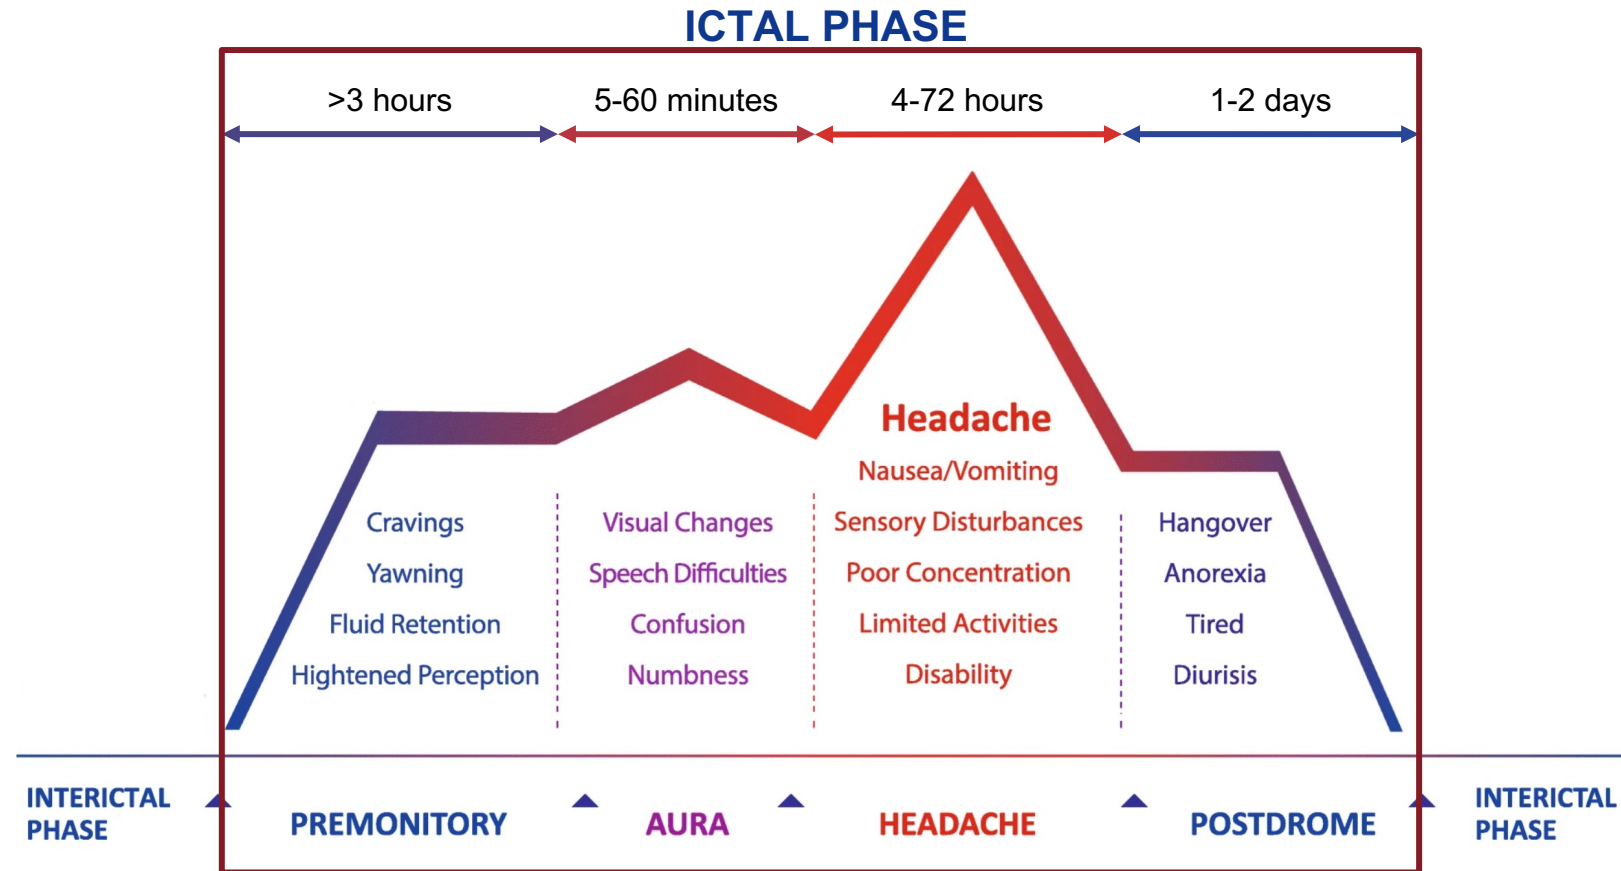 ICTAL PHASE
>3 hours
5-60 minutes
4-72 hours
1-2 days
Headache
Nausea/Vomiting
Cravings
Yawning
Fluid Retention
Hightened Perception
Visual Changes
Speech Difficulties
Confusion
Numbness
Sensory Disturbances
Poor Concentration
Limited Activities
Disability
Hangover
Anorexia
Tired
Diurisis
INTERICTAL
PHASE
PREMONITORY
AURA
HEADACHE
POSTDROME
INTERICTAL
PHASE